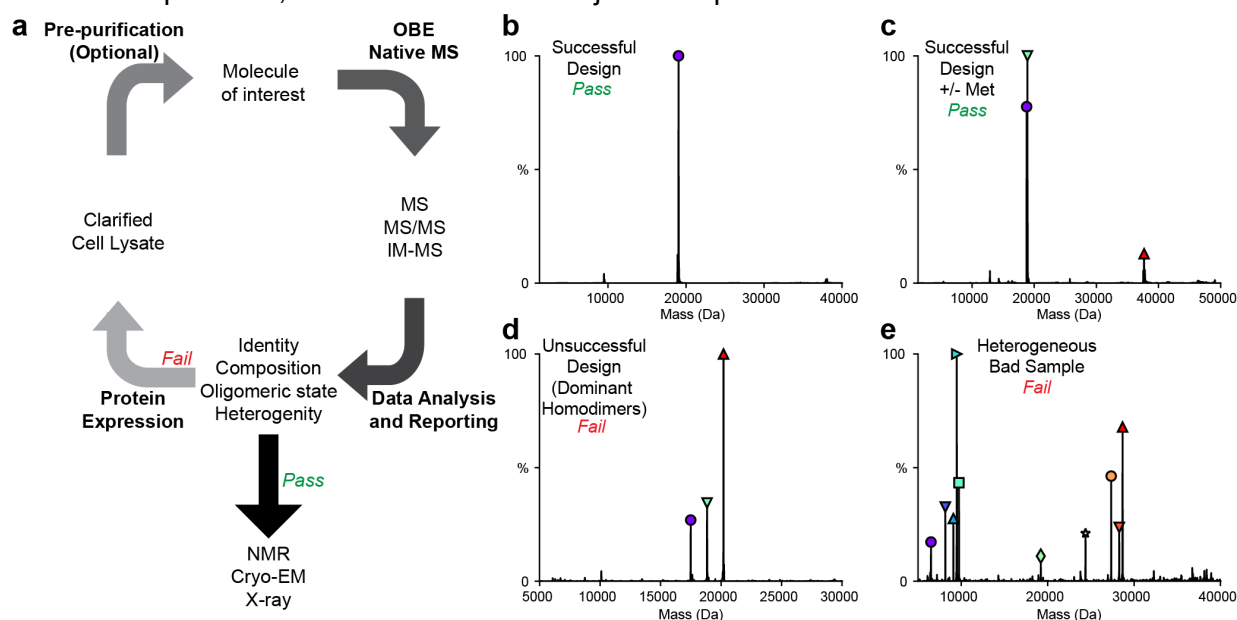 a
Pre-purification
(Optional)
OBE
Native MS
Molecule
of interest
Clarified
Cell Lysate
MS
MS/MS
IM-MS
Fail
Identity
Composition
Oligomeric state
Heterogenity
Protein
Expression
Data Analysis
and Reporting
Pass
NMR
Cryo-EM
X-ray
b
Successful
Design
Pass
100
%
0
10000 20000 30000 40000
Mass (Da)
c
Successful
Design
+/- Met
Pass
100
%
0
10000 20000 30000 40000 50000
Mass (Da)
d
Unsuccessful
Design
(Dominant
Homodimers)
Fail
100
%
0
5000 10000 15000 20000 25000 30000
Mass (Da)
e
Heterogeneous
Bad Sample
Fail
100
%
0
10000 20000 30000 40000
Mass (Da)